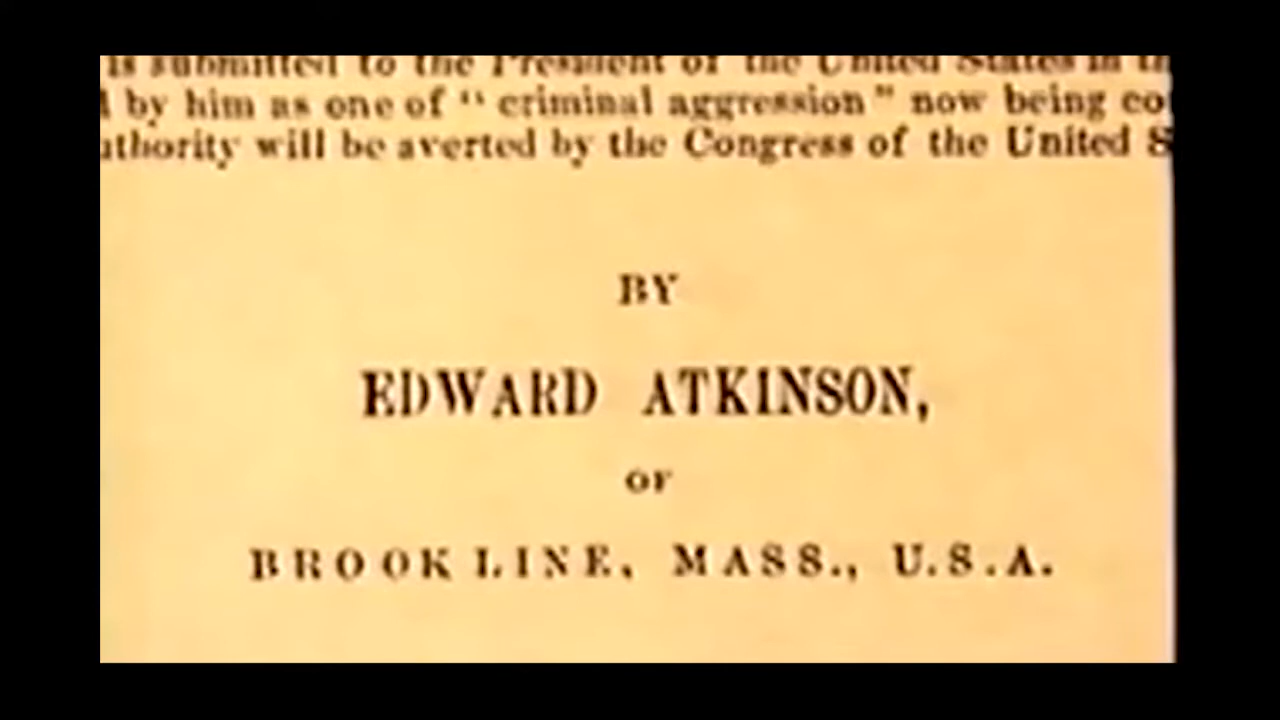 is submitted to the President of the United States in th
d by him as one of "criminal aggression" now being co
uthority will be averted by the Congress of the United S
BY
EDWARD ATKINSON,
OF
BROOKLINE, MASS., U.S.A.